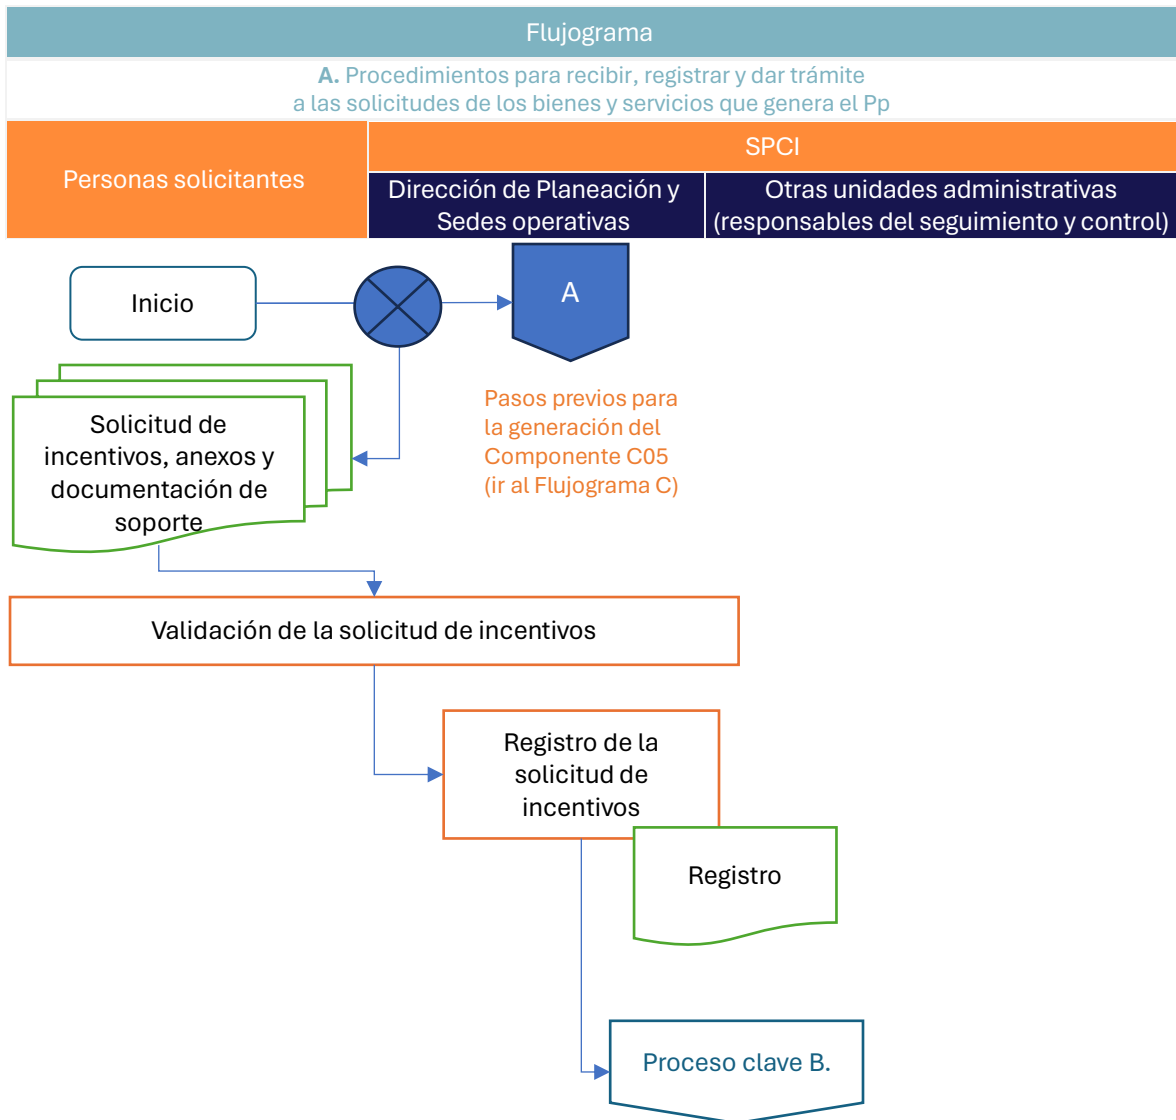 Flujograma
A. Procedimientos para recibir, registrar y dar trámite
a las solicitudes de los bienes y servicios que genera el Pp
Personas solicitantes
SPCI
Dirección de Planeación y
Sedes operativas
Otras unidades administrativas
(responsables del seguimiento y control)
Inicio
A
Pasos previos para
la generación del
Componente C05
(ir al Flujograma C)
Solicitud de
incentivos, anexos y
documentación de
soporte
Validación de la solicitud de incentivos
Registro de la
solicitud de
incentivos
Registro
Proceso clave B.